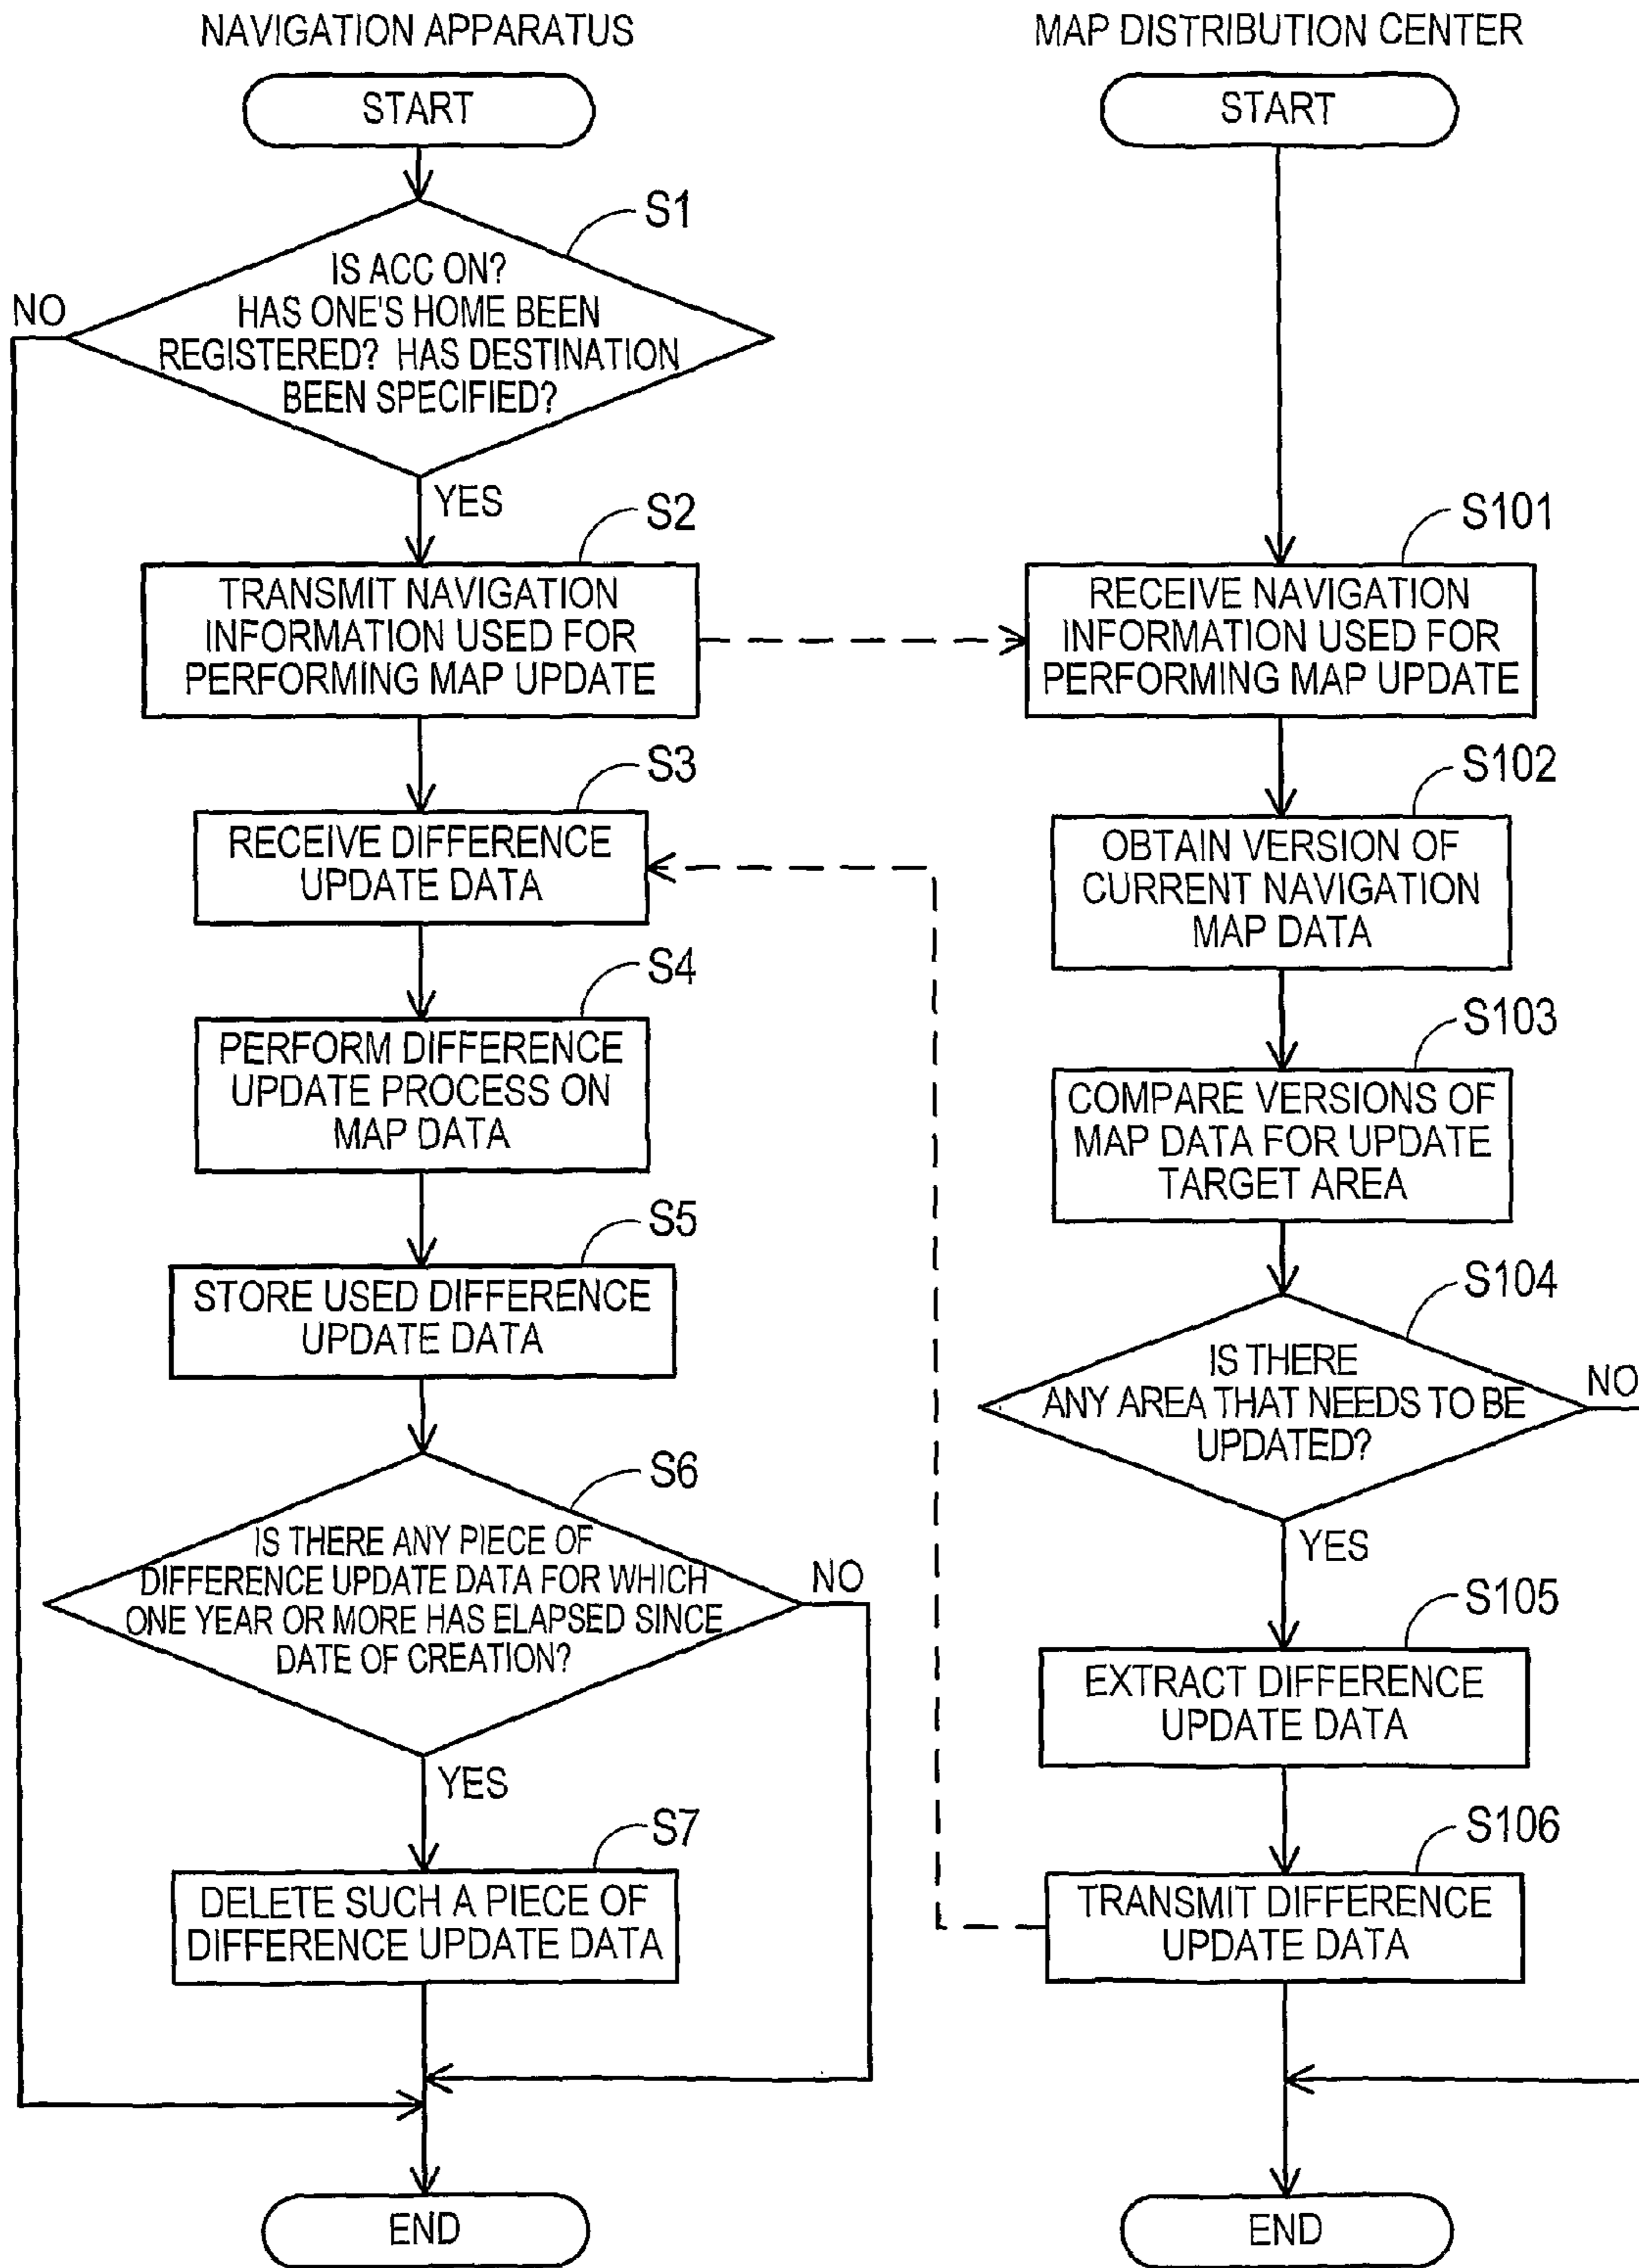 NAVIGATION APPARATUS
START
S1
IS ACC ON?
HAS ONE'S HOME BEEN
REGISTERED? HAS DESTINATION
BEEN SPECIFIED?
NO
YES
S2
TRANSMIT NAVIGATION
INFORMATION USED FOR
PERFORMING MAP UPDATE
S3
RECEIVE DIFFERENCE
UPDATE DATA
S4
PERFORM DIFFERENCE
UPDATE PROCESS ON
MAP DATA
S5
STORE USED DIFFERENCE
UPDATE DATA
S6
IS THERE ANY PIECE OF
DIFFERENCE UPDATE DATA FOR WHICH
ONE YEAR OR MORE HAS ELAPSED SINCE
DATE OF CREATION?
NO
YES
S7
DELETE SUCH A PIECE OF
DIFFERENCE UPDATE DATA
END
MAP DISTRIBUTION CENTER
START
S101
RECEIVE NAVIGATION
INFORMATION USED FOR
PERFORMING MAP UPDATE
S102
OBTAIN VERSION OF
CURRENT NAVIGATION
MAP DATA
S103
COMPARE VERSIONS OF
MAP DATA FOR UPDATE
TARGET AREA
S104
IS THERE
ANY AREA THAT NEEDS TO BE
UPDATED?
NO
YES
S105
EXTRACT DIFFERENCE
UPDATE DATA
S106
TRANSMIT DIFFERENCE
UPDATE DATA
END